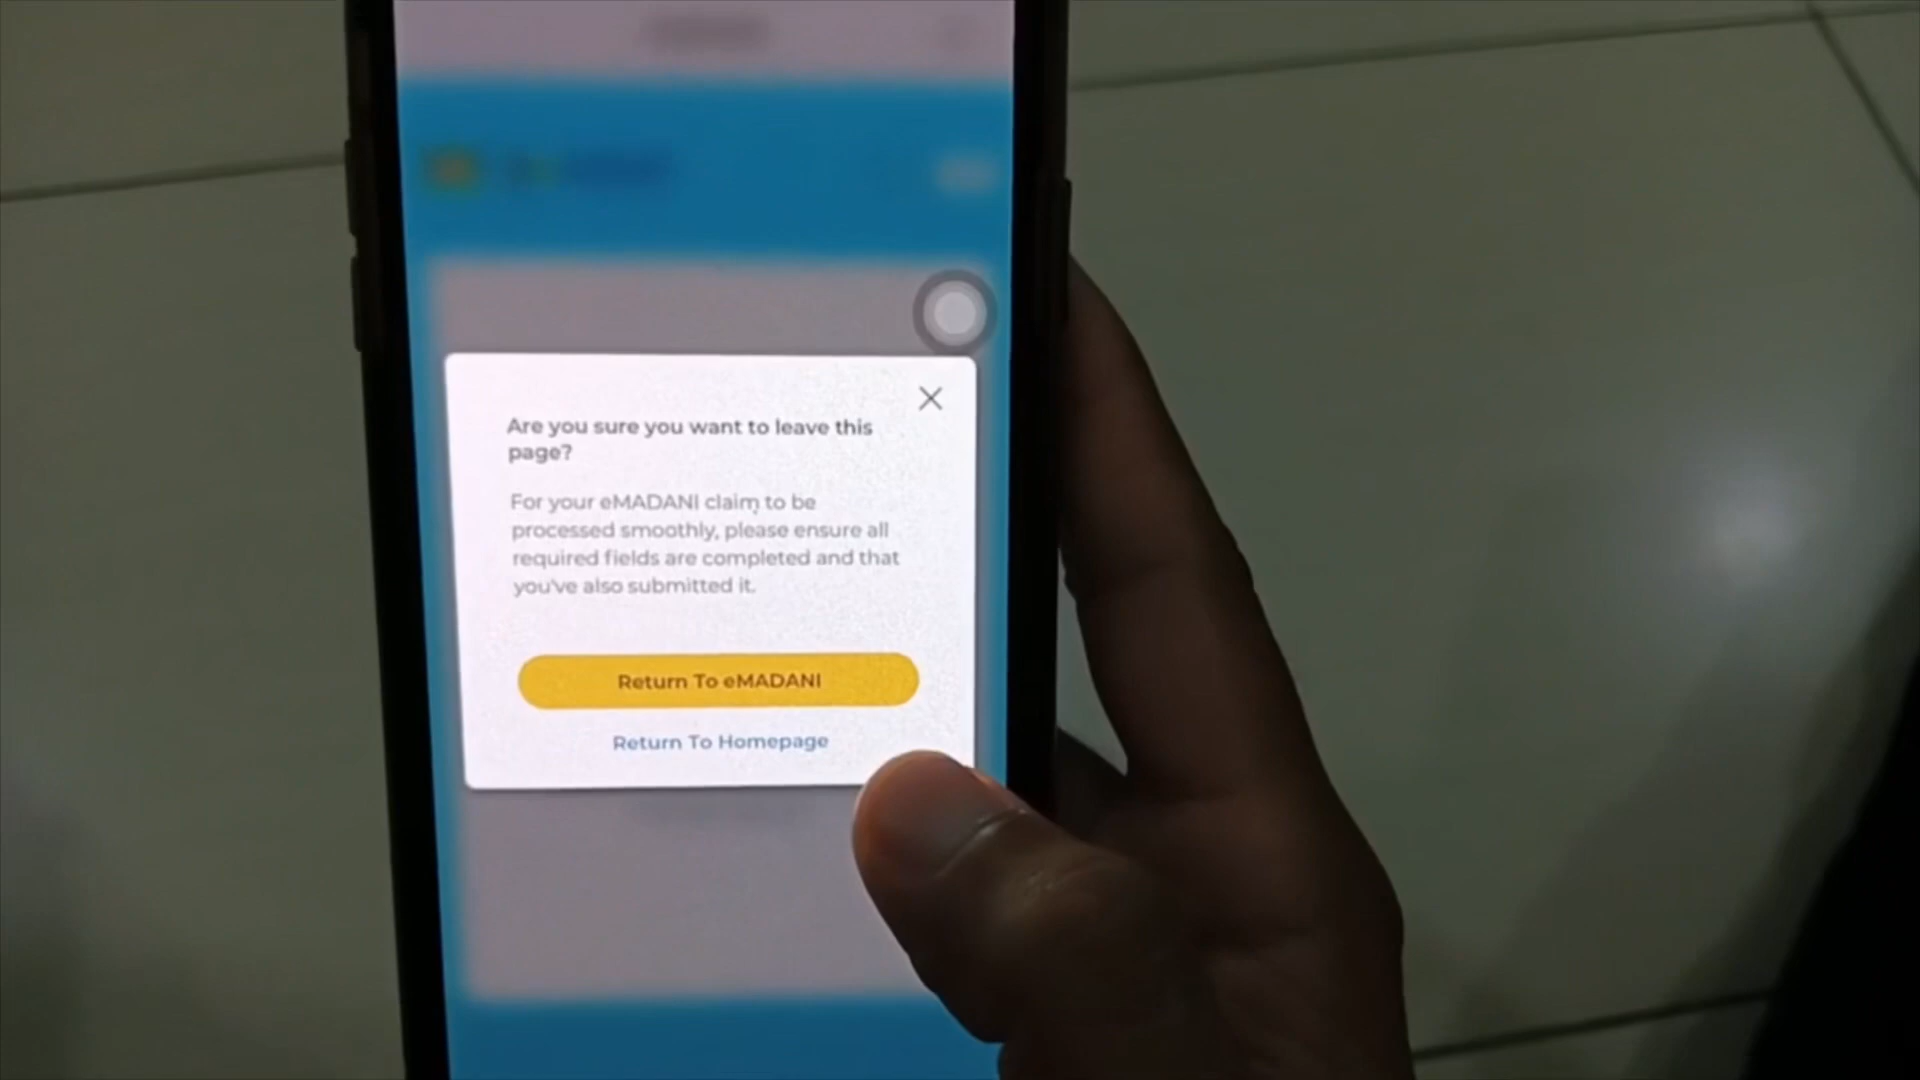 Are you sure you want to leave this
page?
For your eMADANI claim to be
processed smoothly, please ensure all
required fields are completed and that
you've also submitted it.
Return To eMADANI
Return To Homepage